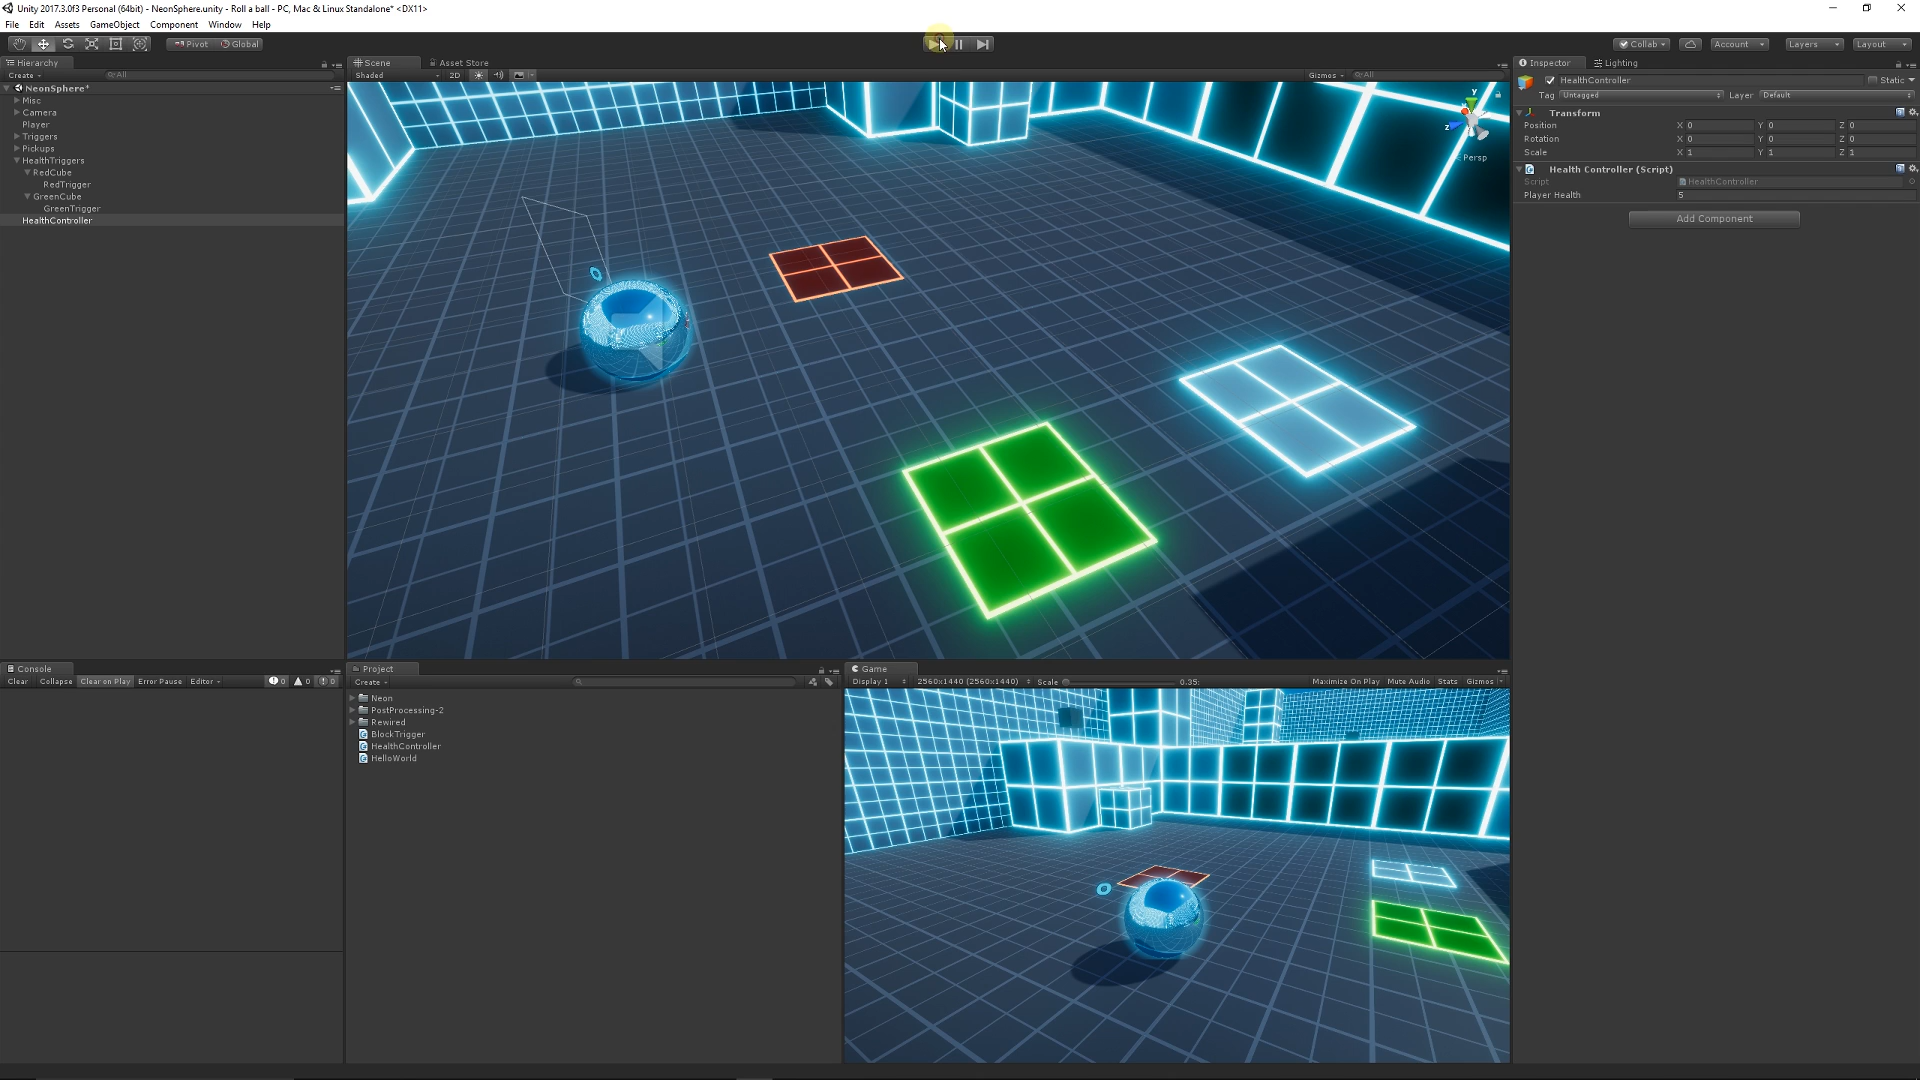 Unity 2017.3.0f3 Personal (64bit) - NeonSphere.unity - Roll a ball - PC, Mac & Linux Standalone* <DX11>
File Edit Assets GameObject Component Window Help
Pivot Global
Collab Account Layers Layout
Hierarchy
Create All
NeonSphere*
Misc
Camera
Player
Triggers
Pickups
HealthTriggers
RedCube
RedTrigger
GreenCube
GreenTrigger
HealthController
Scene Asset Store
Shaded 2D Gizmos All
y
z
Persp
Inspector Lighting
HealthController Static
Tag Untagged Layer Default
Transform
Position X 0 Y 0 Z 0
Rotation X 0 Y 0 Z 0
Scale X 1 Y 1 Z 1
Health Controller (Script)
Script HealthController
Player Health 5
Add Component
Console
Clear Collapse Clear on Play Error Pause Editor 0 0 0
Project
Create
Neon
PostProcessing-2
Rewired
BlockTrigger
HealthController
HelloWorld
Game
Display 1 2560x1440 (2560x1440) Scale 0.35: Maximize On Play Mute Audio Stats Gizmos